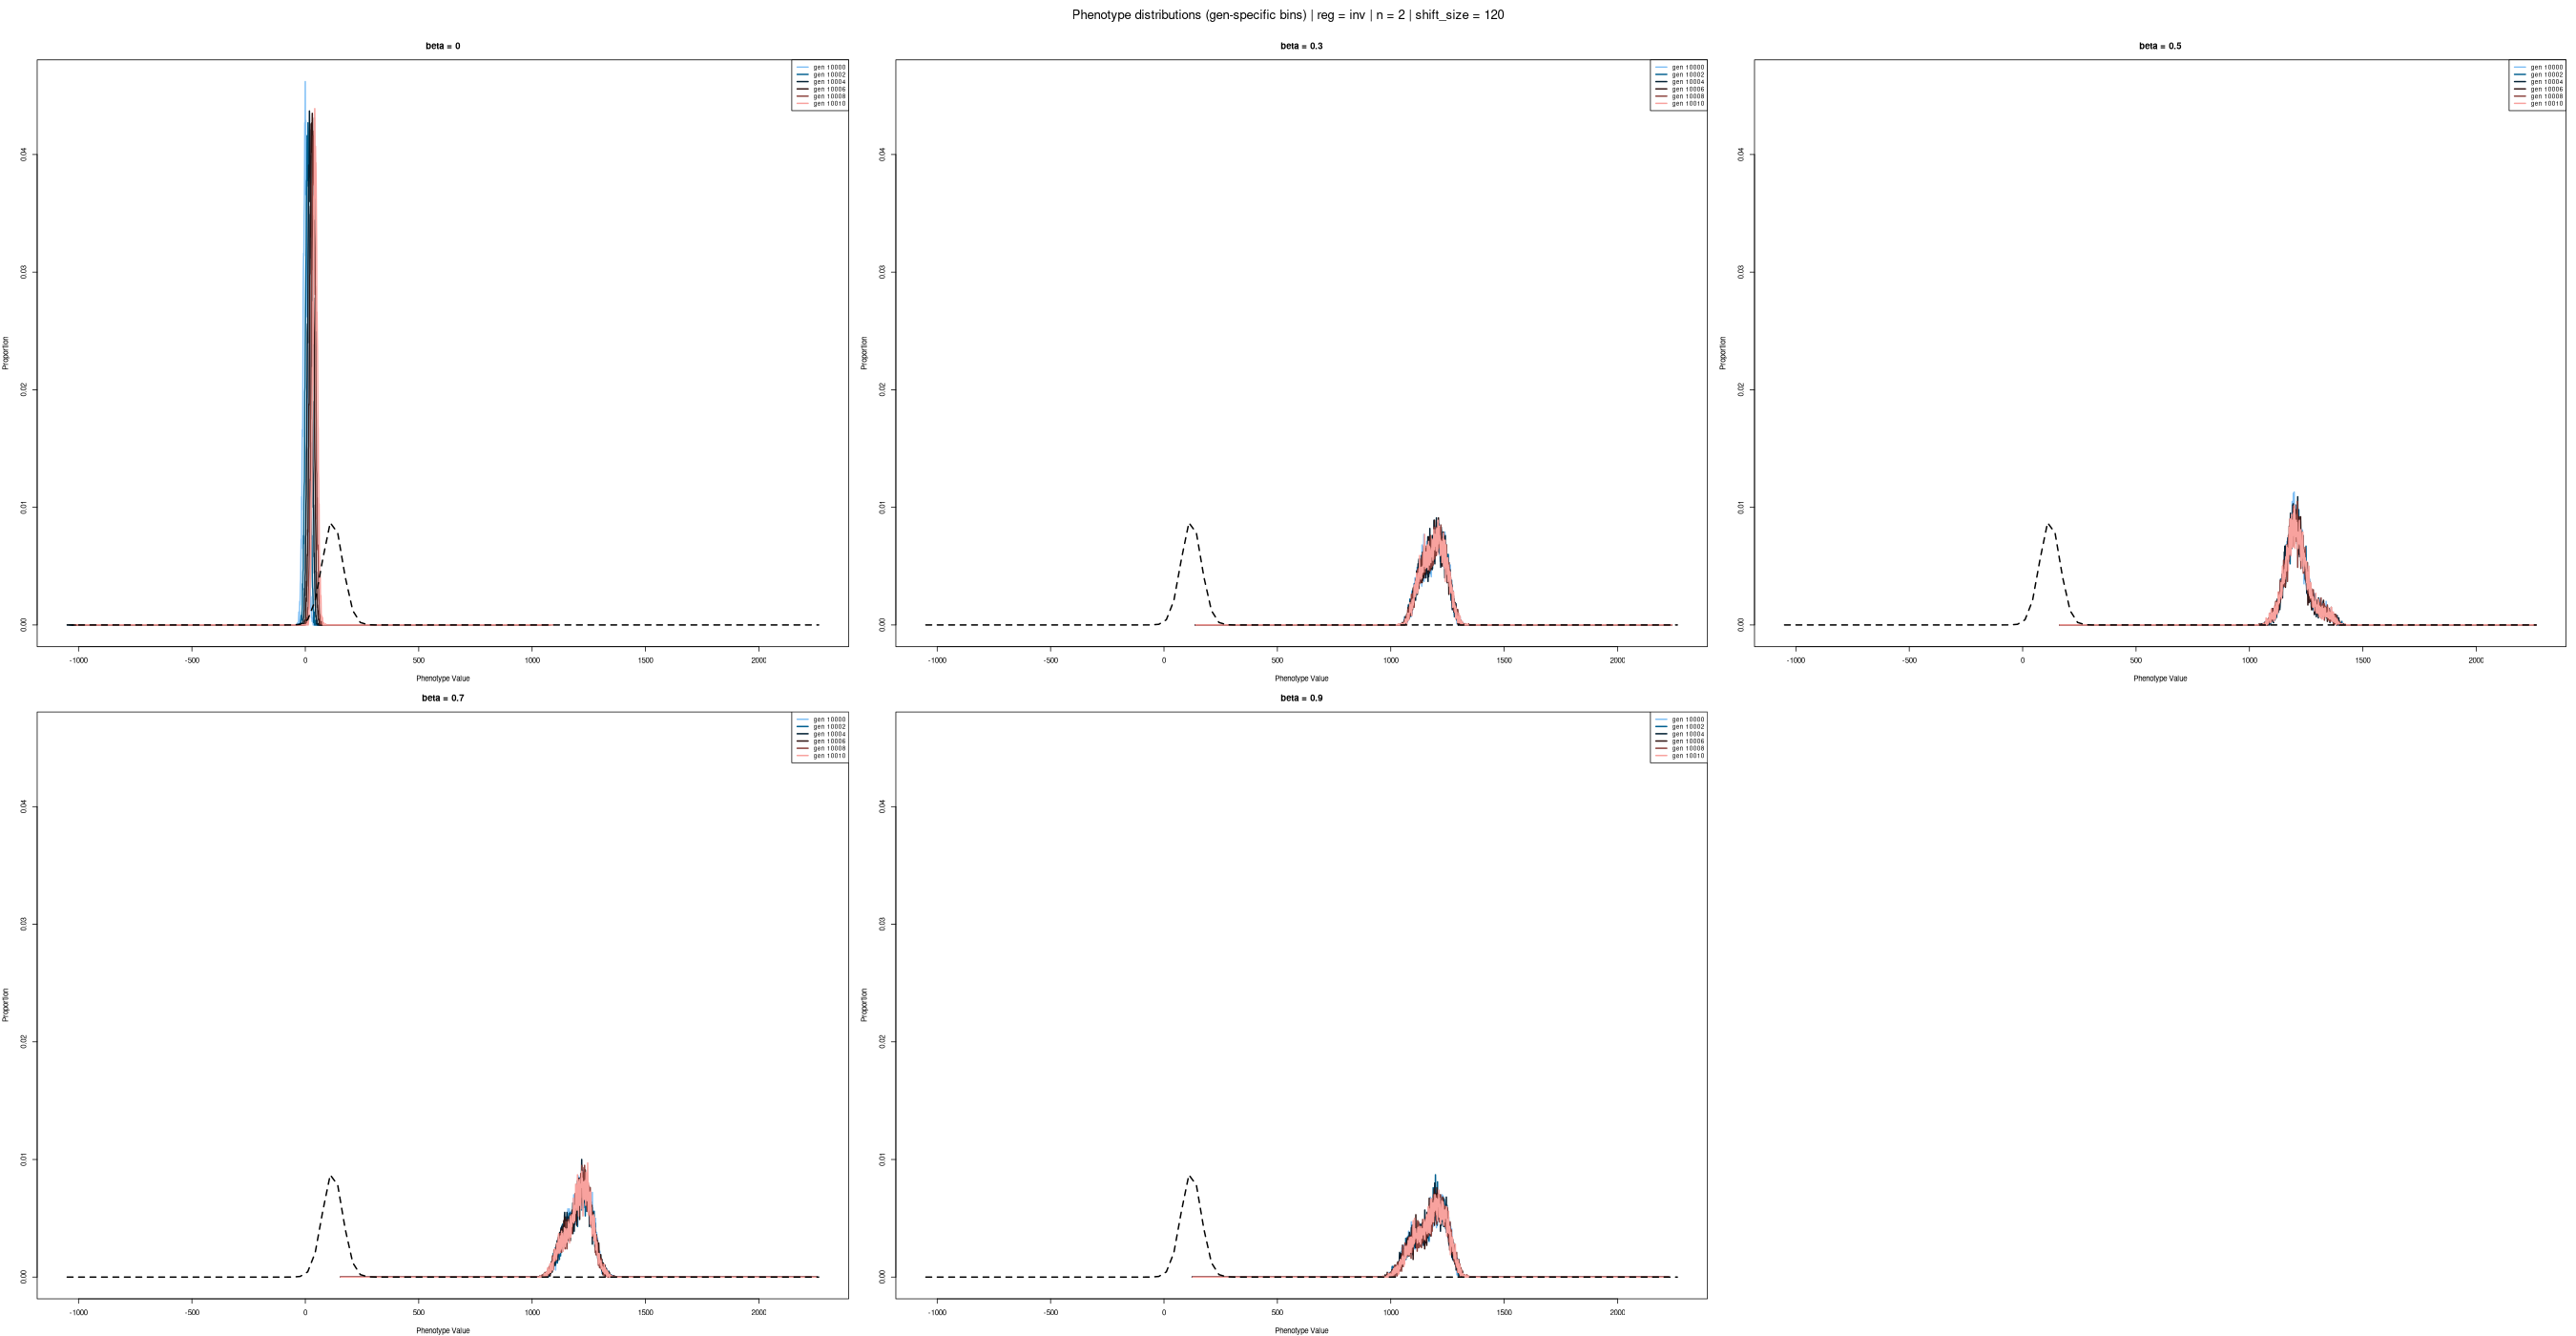 Phenotype distributions (gen-specific bins) | reg = inv | n = 2 | shift_size = 120
beta = 0
gen 10000
gen 10002
gen 10004
gen 10006
gen 10008
gen 10010
Proportion
0.04
0.03
0.02
0.01
0.00
-1000 -500 0 500 1000 1500 2000
Phenotype Value
beta = 0.3
gen 10000
gen 10002
gen 10004
gen 10006
gen 10008
gen 10010
Proportion
0.04
0.03
0.02
0.01
0.00
-1000 -500 0 500 1000 1500 2000
Phenotype Value
beta = 0.5
gen 10000
gen 10002
gen 10004
gen 10006
gen 10008
gen 10010
Proportion
0.04
0.03
0.02
0.01
0.00
-1000 -500 0 500 1000 1500 2000
Phenotype Value
beta = 0.7
gen 10000
gen 10002
gen 10004
gen 10006
gen 10008
gen 10010
Proportion
0.04
0.03
0.02
0.01
0.00
-1000 -500 0 500 1000 1500 2000
Phenotype Value
beta = 0.9
gen 10000
gen 10002
gen 10004
gen 10006
gen 10008
gen 10010
Proportion
0.04
0.03
0.02
0.01
0.00
-1000 -500 0 500 1000 1500 2000
Phenotype Value